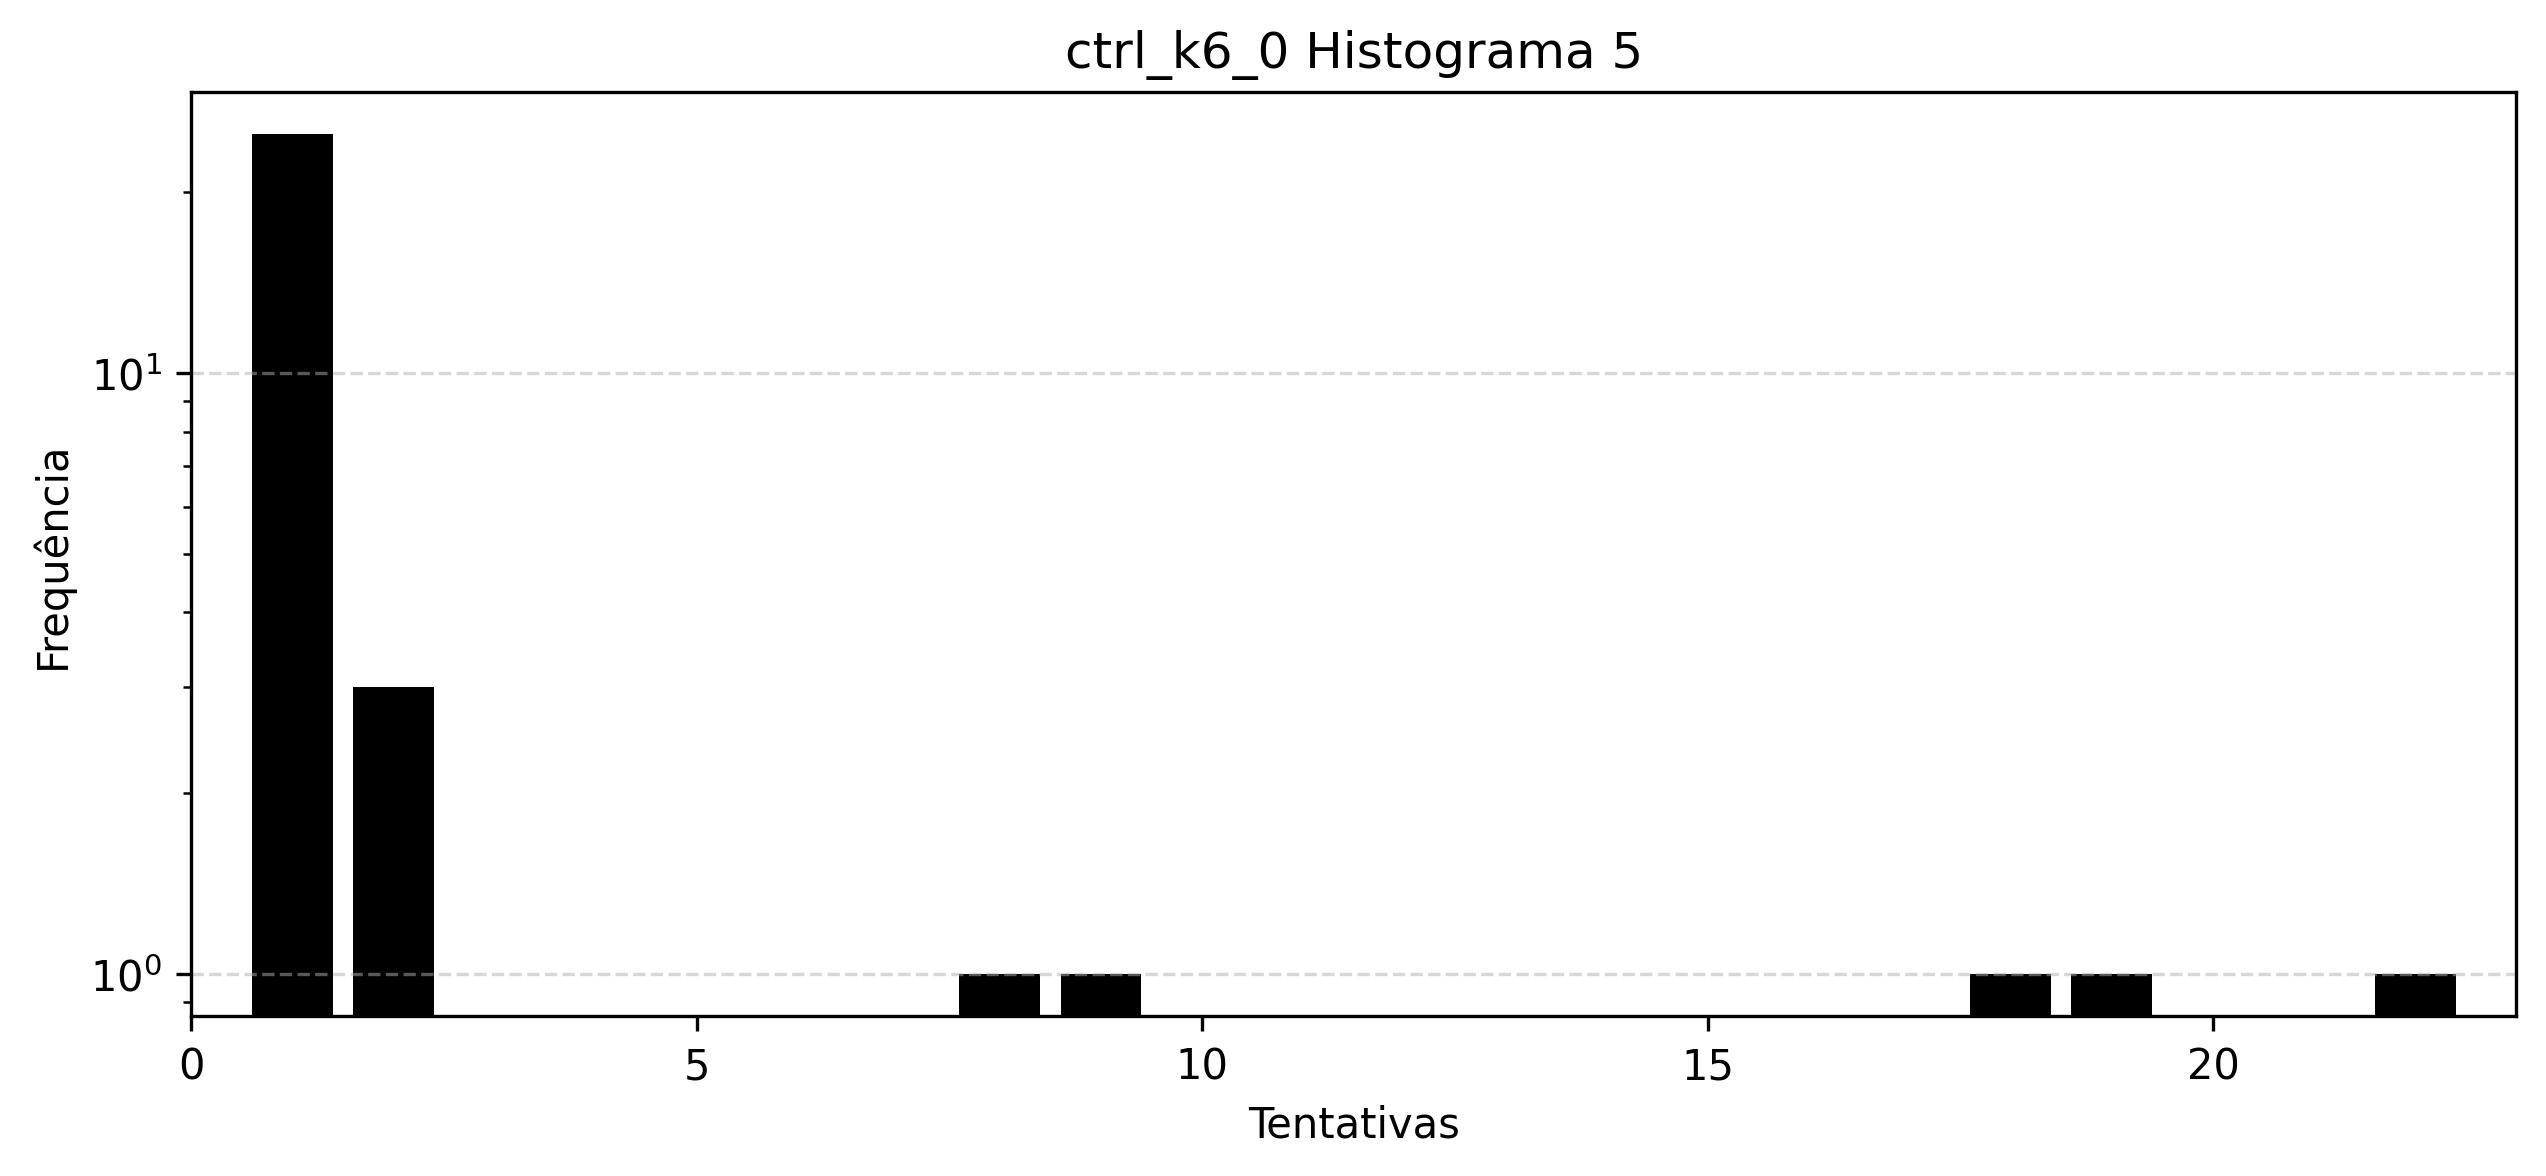 ctrl_k6_0 Histograma 5
Frequência
10¹
10⁰
0 5 10 15 20
Tentativas